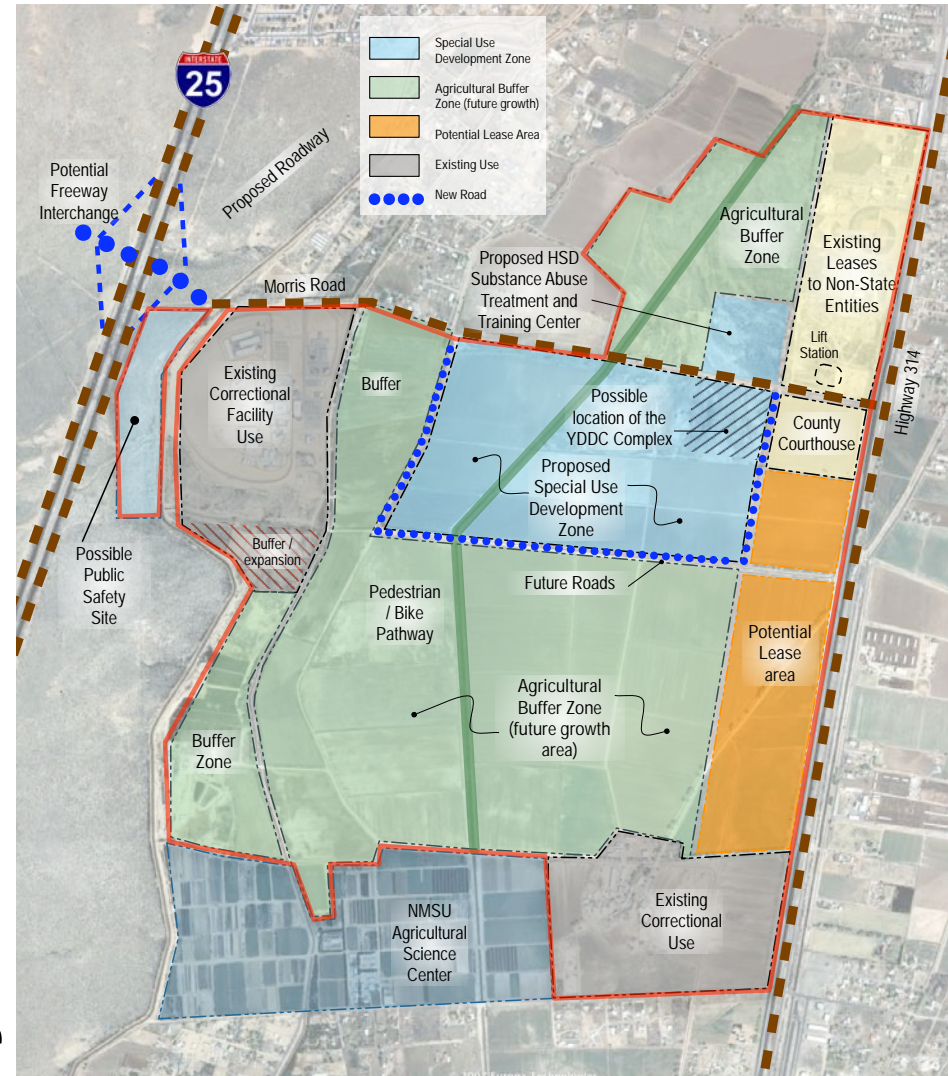 INTERSTATE
25
Special Use
Development Zone
Agricultural Buffer
Zone (future growth)
Potential Lease Area
Existing Use
New Road
Potential
Freeway
Interchange
Proposed Roadway
Morris Road
Proposed HSD
Substance Abuse
Treatment and
Training Center
Agricultural
Buffer
Zone
Existing
Leases
to Non-State
Entities
Lift
Station
Highway 314
Existing
Correctional
Facility
Use
Buffer
Possible
location of the
YDDC Complex
County
Courthouse
Proposed
Special Use
Development
Zone
Buffer /
expansion
Possible
Public
Safety
Site
Pedestrian
/ Bike
Pathway
Future Roads
Potential
Lease
area
Agricultural
Buffer Zone
(future growth
area)
Buffer
Zone
NMSU
Agricultural
Science
Center
Existing
Correctional
Use